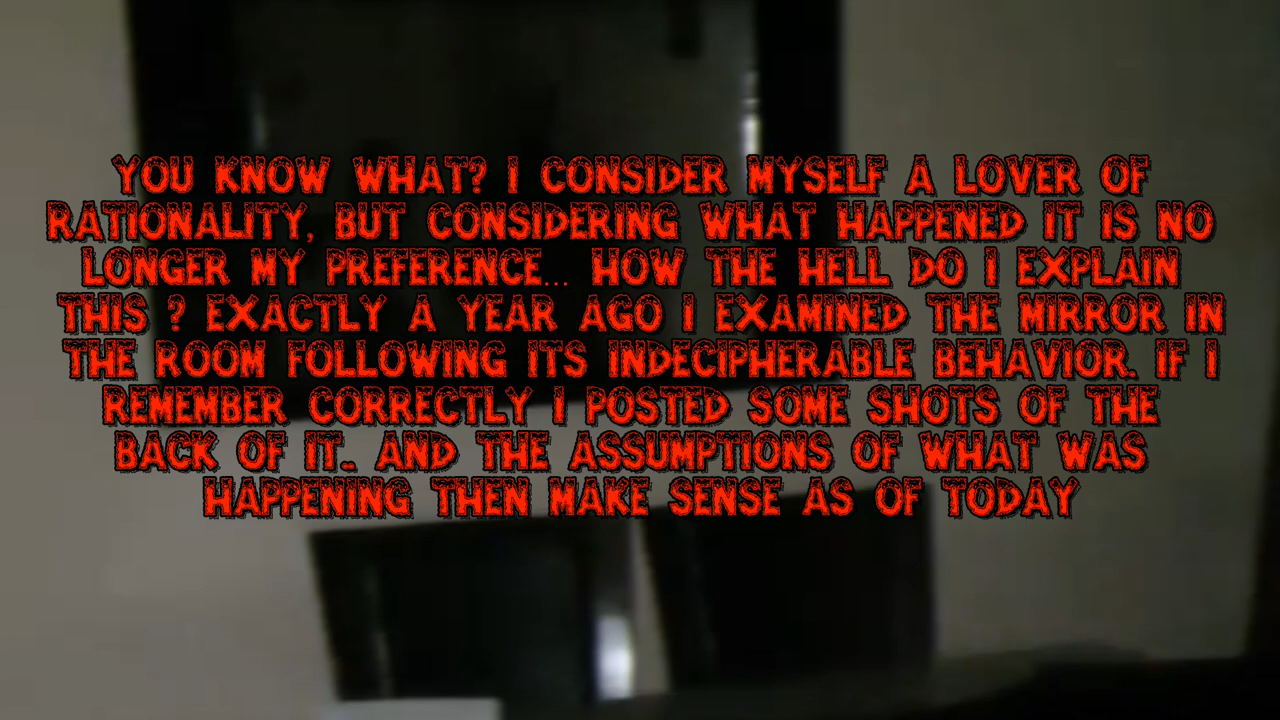 YOU KNOW WHAT? I CONSIDER MYSELF A LOVER OF
RATIONALITY, BUT CONSIDERING WHAT HAPPENED IT IS NO
LONGER MY PREFERENCE... HOW THE HELL DO I EXPLAIN
THIS ? EXACTLY A YEAR AGO I EXAMINED THE MIRROR IN
THE ROOM FOLLOWING ITS INDECIPHERABLE BEHAVIOR. IF I
REMEMBER CORRECTLY I POSTED SOME SHOTS OF THE
BACK OF IT.. AND THE ASSUMPTIONS OF WHAT WAS
HAPPENING THEN MAKE SENSE AS OF TODAY